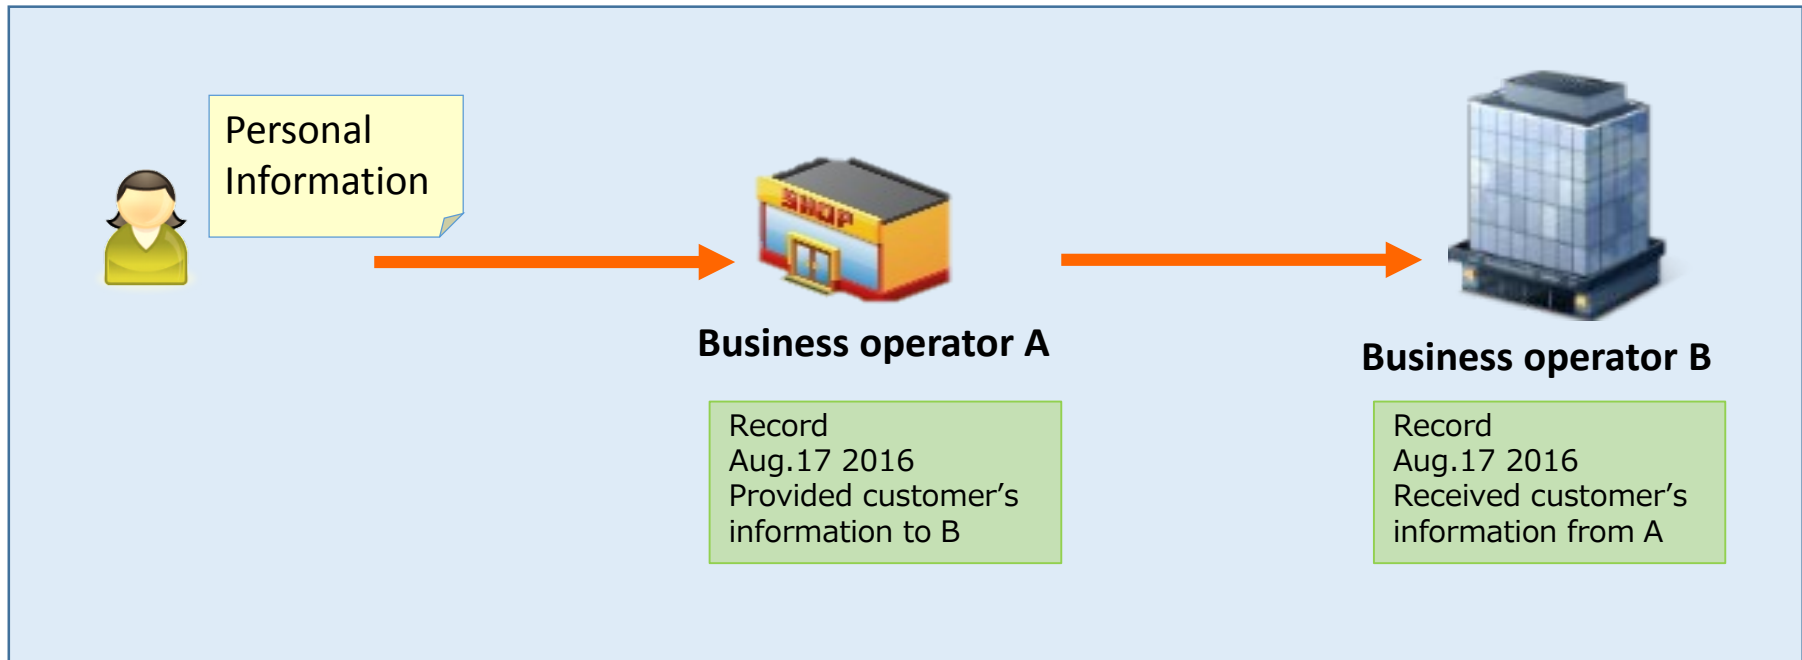 Personal
Information
SHOP
Business operator A
Business operator B
Record
Aug.17 2016
Provided customer’s
information to B
Record
Aug.17 2016
Received customer’s
information from A